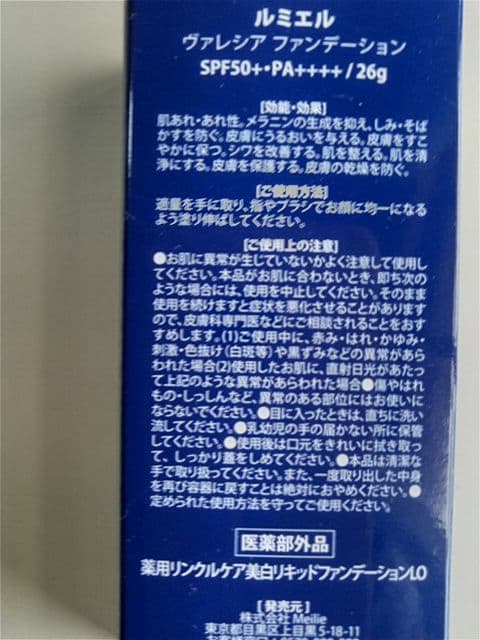 ルミエル
ヴァレシア ファンデーション
SPF50+・PA++++ / 26g
[効能・効果]
肌あれ・あれ性。メラニンの生成を抑え、しみ・そば
かすを防ぐ。皮膚にうるおいを与える。皮膚をすこ
やかに保つ。シワを改善する。肌を整える。肌を清
浄にする。皮膚を保護する。皮膚の乾燥を防ぐ。
[ご使用方法]
適量を手に取り、指やブラシでお顔に均一になる
よう塗り伸ばしてください。
[ご使用上の注意]
●お肌に異常が生じていないかよく注意して使用し
てください。本品がお肌に合わないとき、即ち次の
ような場合には、使用を中止してください。そのまま
使用を続けますと症状を悪化させることがあります
ので、皮膚科専門医などにご相談されることをおす
すめします。(1)ご使用中に、赤み・はれ・かゆみ・
刺激・色抜け(白斑等)や黒ずみなどの異常があら
われた場合(2)使用したお肌に、直射日光があたっ
て上記のような異常があらわれた場合●傷やはれ
もの・しっしんなど、異常のある部位にはお使いに
ならないでください。●目に入ったときは、直ちに洗い
流してください。●乳幼児の手の届かない所に保管
してください。●使用後は口元をきれいに拭き取っ
て、しっかり蓋をしめてください。●本品は清潔な
手で取り扱ってください。また、一度取り出した中身
を再び容器に戻すことは絶対におやめください。●
定められた使用方法を守ってご使用ください。
医薬部外品
薬用リンクルケア美白リキッドファンデーションLO
[ 発売元 ]
株式会社 Meilie
東京都目黒区上目黒5-18-11